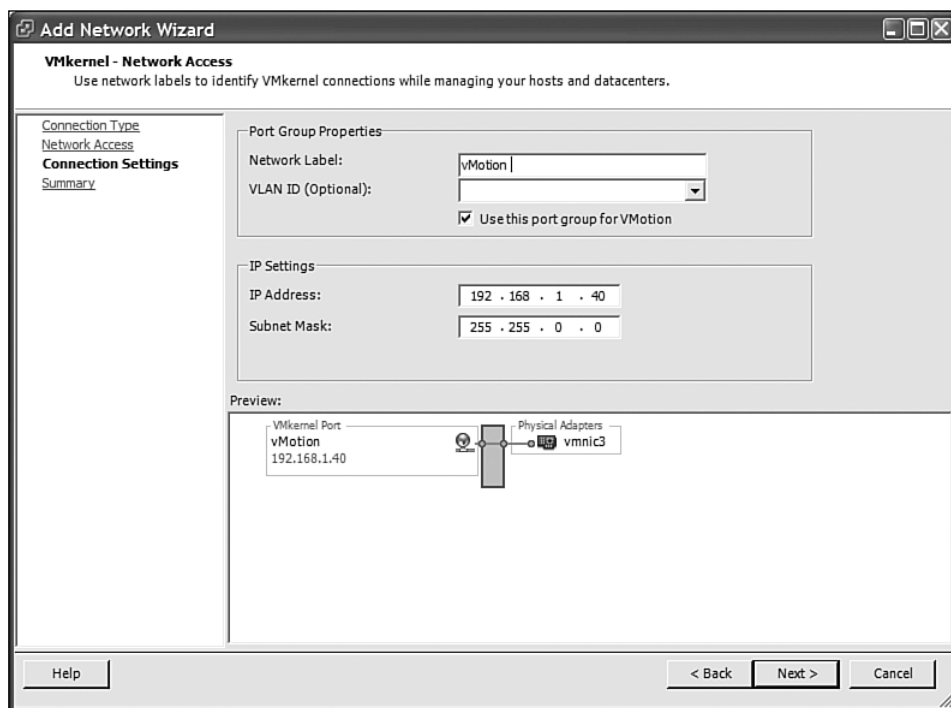 Add Network Wizard
VMkernel - Network Access
Use network labels to identify VMkernel connections while managing your hosts and datacenters.
Connection Type
Network Access
Connection Settings
Summary
Port Group Properties
Network Label:
vMotion
VLAN ID (Optional):
Use this port group for VMotion
IP Settings
IP Address:
192 . 168 . 1 . 40
Subnet Mask:
255 . 255 . 0 . 0
Preview:
VMkernel Port
vMotion
192.168.1.40
Physical Adapters
vmnic3
Help
< Back
Next >
Cancel